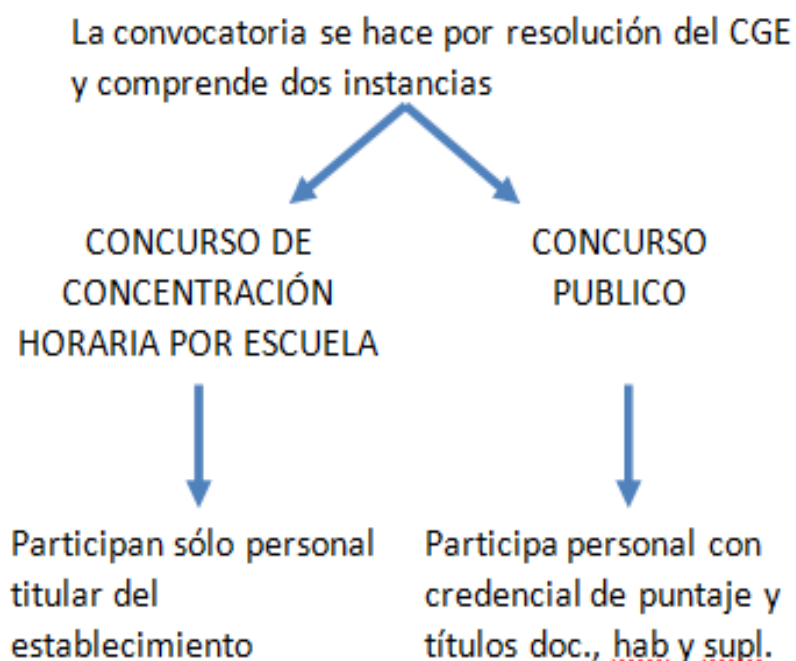 La convocatoria se hace por resolución del CGE
y comprende dos instancias
CONCURSO DE
CONCENTRACIÓN
HORARIA POR ESCUELA
CONCURSO
PUBLICO
Participan sólo personal
titular del
establecimiento
Participa personal con
credencial de puntaje y
títulos doc., hab y supl.